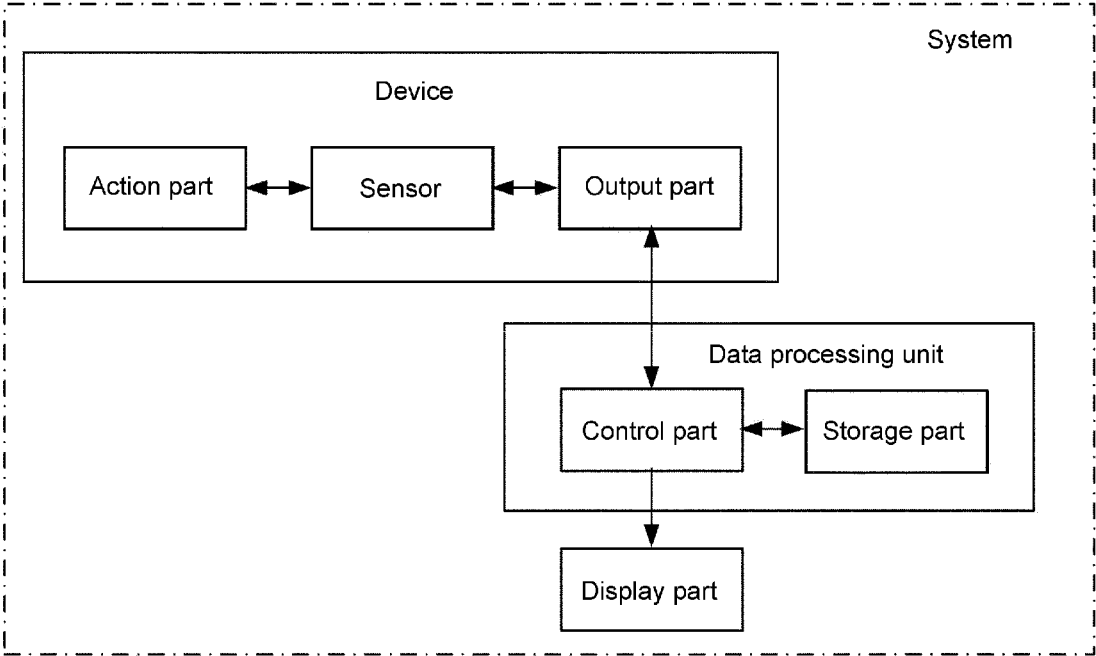 System
Device
Action part
Sensor
Output part
Data processing unit
Control part
Storage part
Display part